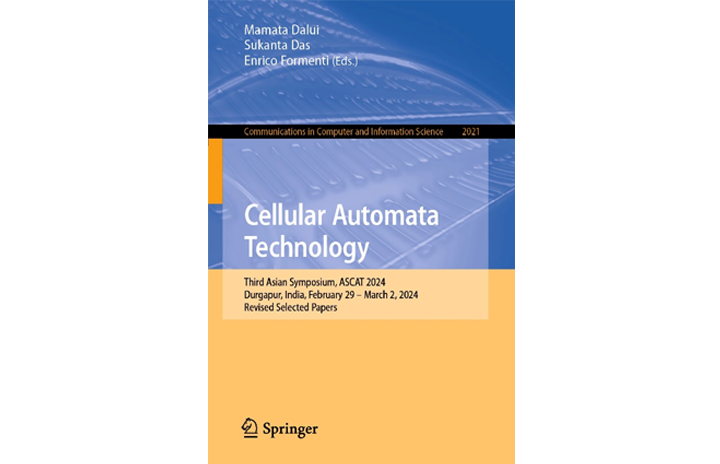 Mamata Dalui
Sukanta Das
Enrico Formenti (Eds.)
Communications in Computer and Information Science 2021
Cellular Automata
Technology
Third Asian Symposium, ASCAT 2024
Durgapur, India, February 29 – March 2, 2024
Revised Selected Papers
Springer